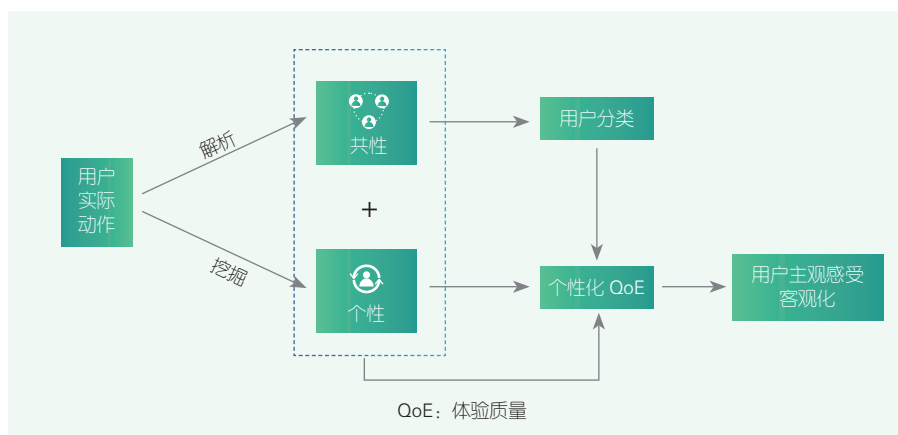 用户
实际
动作
解析
挖掘
共性
+
个性
用户分类
个性化 QoE
用户主观感受
客观化
QoE：体验质量